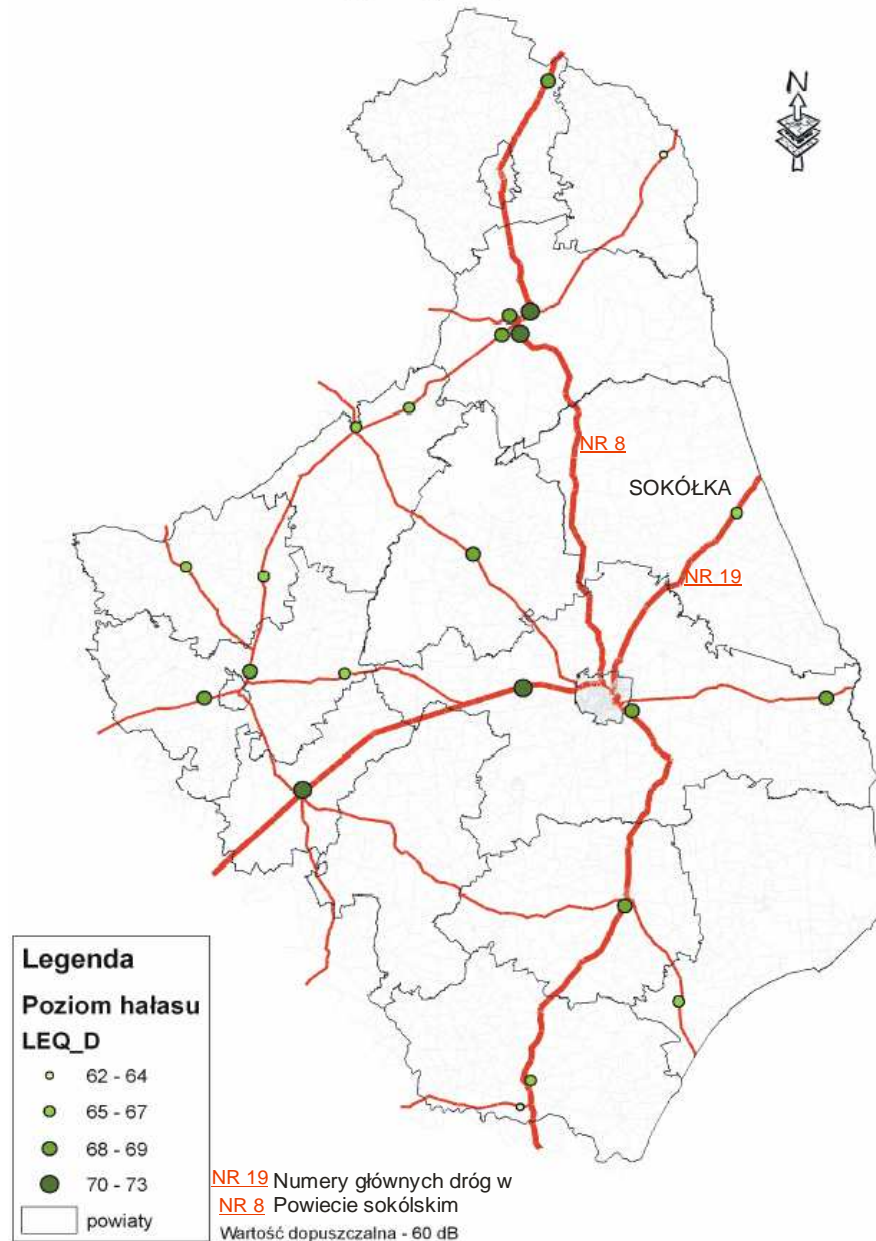 N
NR 8
SOKÓŁKA
NR 19
Legenda
Poziom hałasu
LEQ_D
62 - 64
65 - 67
68 - 69
70 - 73
powiaty
NR 19 Numery głównych dróg w
NR 8 Powiecie sokólskim
Wartość dopuszczalna - 60 dB